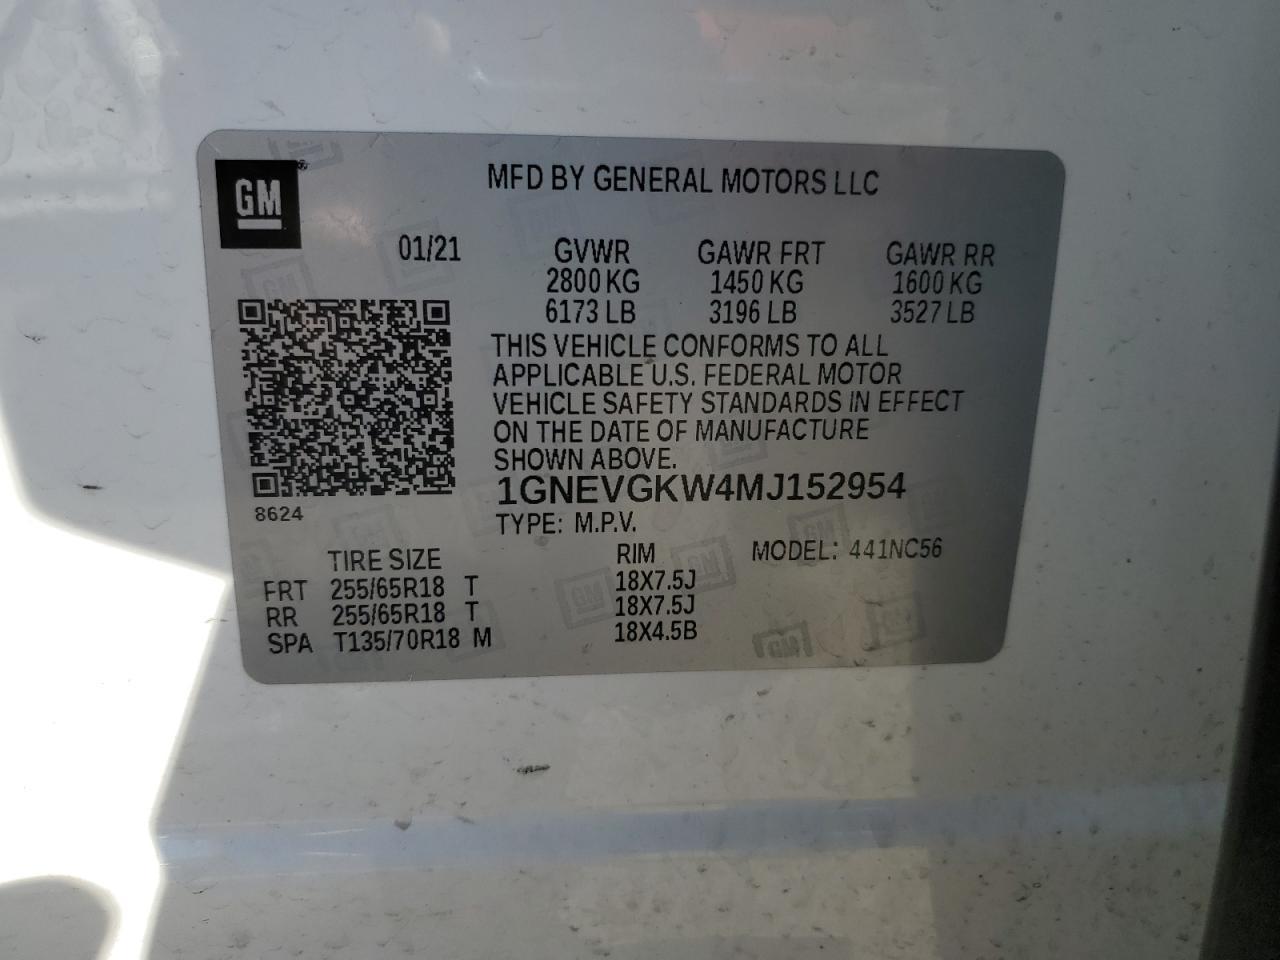 GM ®
MFD BY GENERAL MOTORS LLC
01/21 GVWR GAWR FRT GAWR RR
2800 KG 1450 KG 1600 KG
6173 LB 3196 LB 3527 LB
THIS VEHICLE CONFORMS TO ALL
APPLICABLE U.S. FEDERAL MOTOR
VEHICLE SAFETY STANDARDS IN EFFECT
ON THE DATE OF MANUFACTURE
SHOWN ABOVE.
1GNEVGKW4MJ152954
8624
TYPE: M.P.V.
TIRE SIZE RIM MODEL: 441NC56
FRT 255/65R18 T 18X7.5J
RR 255/65R18 T 18X7.5J
SPA T135/70R18 M 18X4.5B